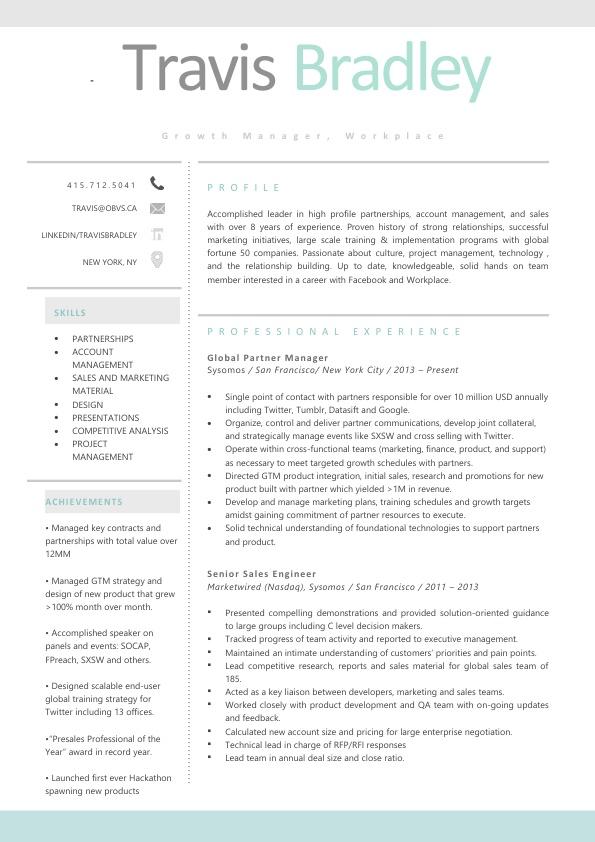 Travis Bradley
Growth Manager, Workplace
415.712.5041
TRAVIS@OBVS.CA
LINKEDIN/TRAVISBRADLEY
NEW YORK, NY
SKILLS
• PARTNERSHIPS
• ACCOUNT
MANAGEMENT
• SALES AND MARKETING
MATERIAL
• DESIGN
• PRESENTATIONS
• COMPETITIVE ANALYSIS
• PROJECT
MANAGEMENT
ACHIEVEMENTS
• Managed key contracts and
partnerships with total value over
12MM
• Managed GTM strategy and
design of new product that grew
>100% month over month.
• Accomplished speaker on
panels and events: SOCAP,
FPreach, SXSW and others.
• Designed scalable end-user
global training strategy for
Twitter including 13 offices.
•"Presales Professional of the
Year" award in record year.
• Launched first ever Hackathon
spawning new products
PROFILE
Accomplished leader in high profile partnerships, account management, and sales
with over 8 years of experience. Proven history of strong relationships, successful
marketing initiatives, large scale training & implementation programs with global
fortune 50 companies. Passionate about culture, project management, technology ,
and the relationship building. Up to date, knowledgeable, solid hands on team
member interested in a career with Facebook and Workplace.
PROFESSIONAL EXPERIENCE
Global Partner Manager
Sysomos / San Francisco/ New York City / 2013 – Present
• Single point of contact with partners responsible for over 10 million USD annually
including Twitter, Tumblr, Datasift and Google.
• Organize, control and deliver partner communications, develop joint collateral,
and strategically manage events like SXSW and cross selling with Twitter.
• Operate within cross-functional teams (marketing, finance, product, and support)
as necessary to meet targeted growth schedules with partners.
• Directed GTM product integration, initial sales, research and promotions for new
product built with partner which yielded >1M in revenue.
• Develop and manage marketing plans, training schedules and growth targets
amidst gaining commitment of partner resources to execute.
• Solid technical understanding of foundational technologies to support partners
and product.
Senior Sales Engineer
Marketwired (Nasdaq), Sysomos / San Francisco / 2011 – 2013
▪ Presented compelling demonstrations and provided solution-oriented guidance
to large groups including C level decision makers.
▪ Tracked progress of team activity and reported to executive management.
▪ Maintained an intimate understanding of customers' priorities and pain points.
▪ Lead competitive research, reports and sales material for global sales team of
185.
▪ Acted as a key liaison between developers, marketing and sales teams.
▪ Worked closely with product development and QA team with on-going updates
and feedback.
▪ Calculated new account size and pricing for large enterprise negotiation.
▪ Technical lead in charge of RFP/RFI responses
▪ Lead team in annual deal size and close ratio.